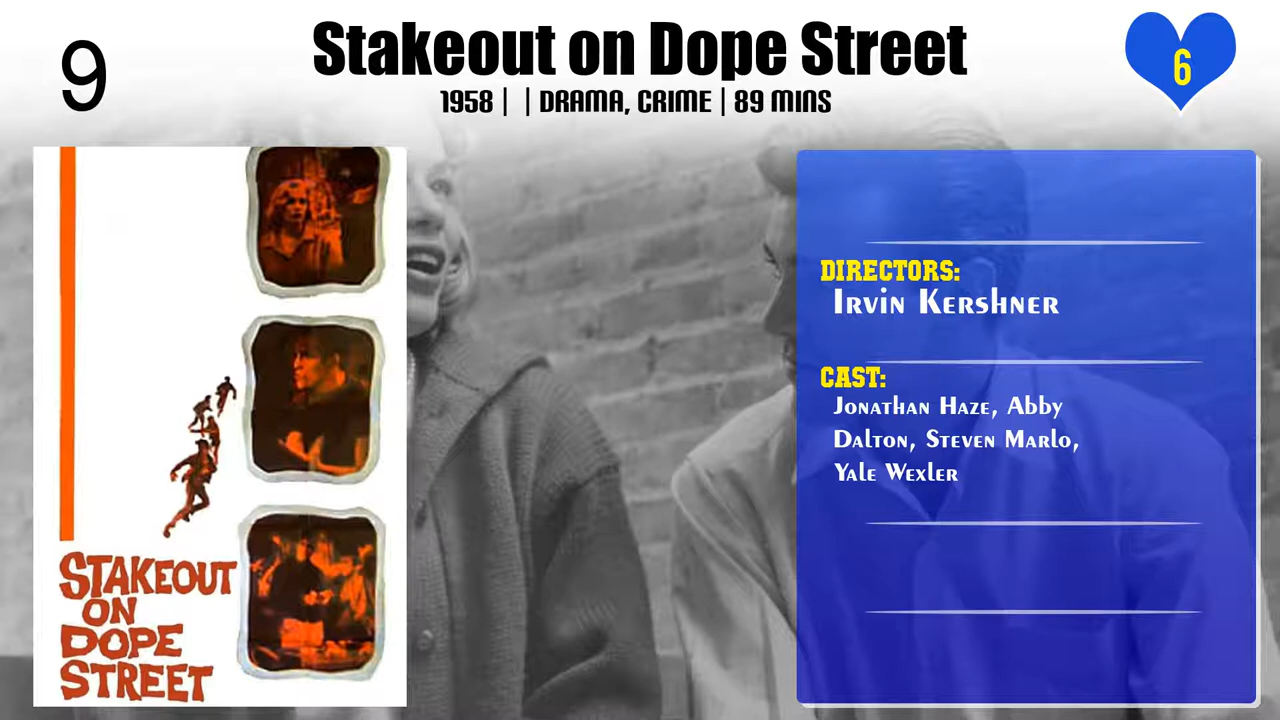 9
Stakeout on Dope Street
6
1958 | | DRAMA, CRIME | 89 MINS
DIRECTORS:
Irvin Kershner
CAST:
Jonathan Haze, Abby
Dalton, Steven Marlo,
Yale Wexler
STAKEOUT
ON
DOPE
STREET